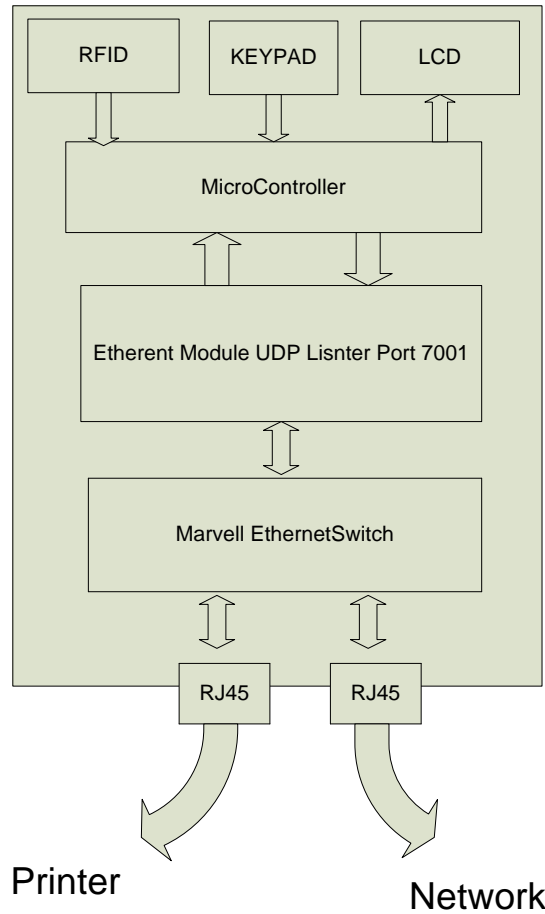 RFID
KEYPAD
LCD
MicroController
Etherent Module UDP Lisnter Port 7001
Marvell EthernetSwitch
RJ45
RJ45
Printer
Network